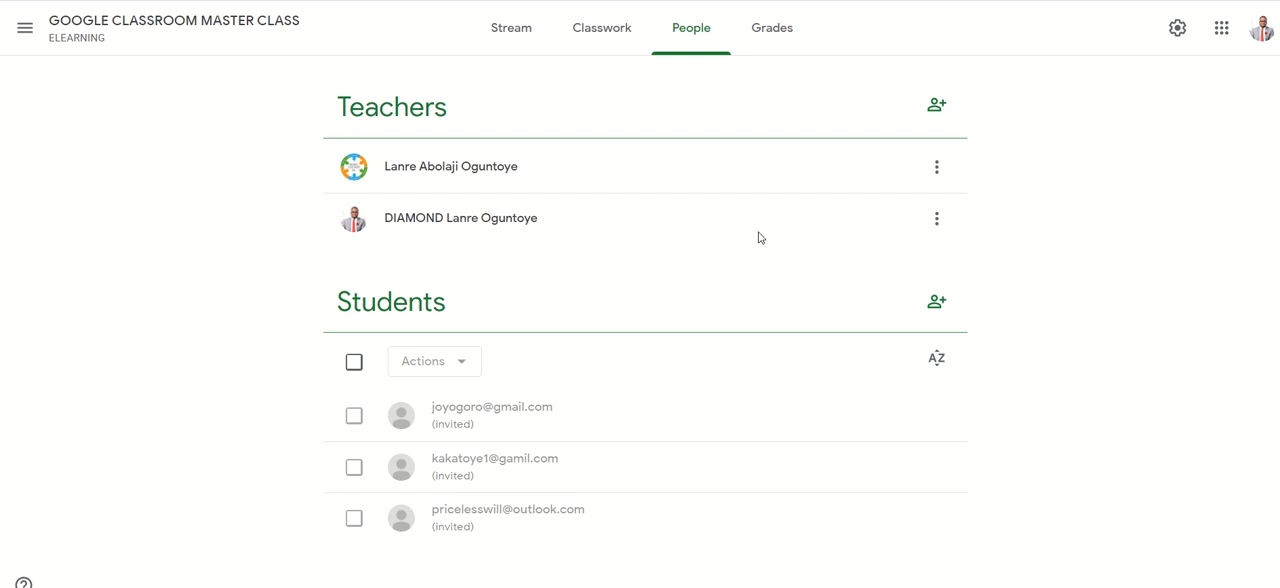 GOOGLE CLASSROOM MASTER CLASS
ELEARNING
Stream
Classwork
People
Grades
Teachers
Lanre Abolaji Oguntoye
DIAMOND Lanre Oguntoye
Students
Actions
AZ
joyogoro@gmail.com
(invited)
kakatoye1@gamil.com
(invited)
pricelesswill@outlook.com
(invited)